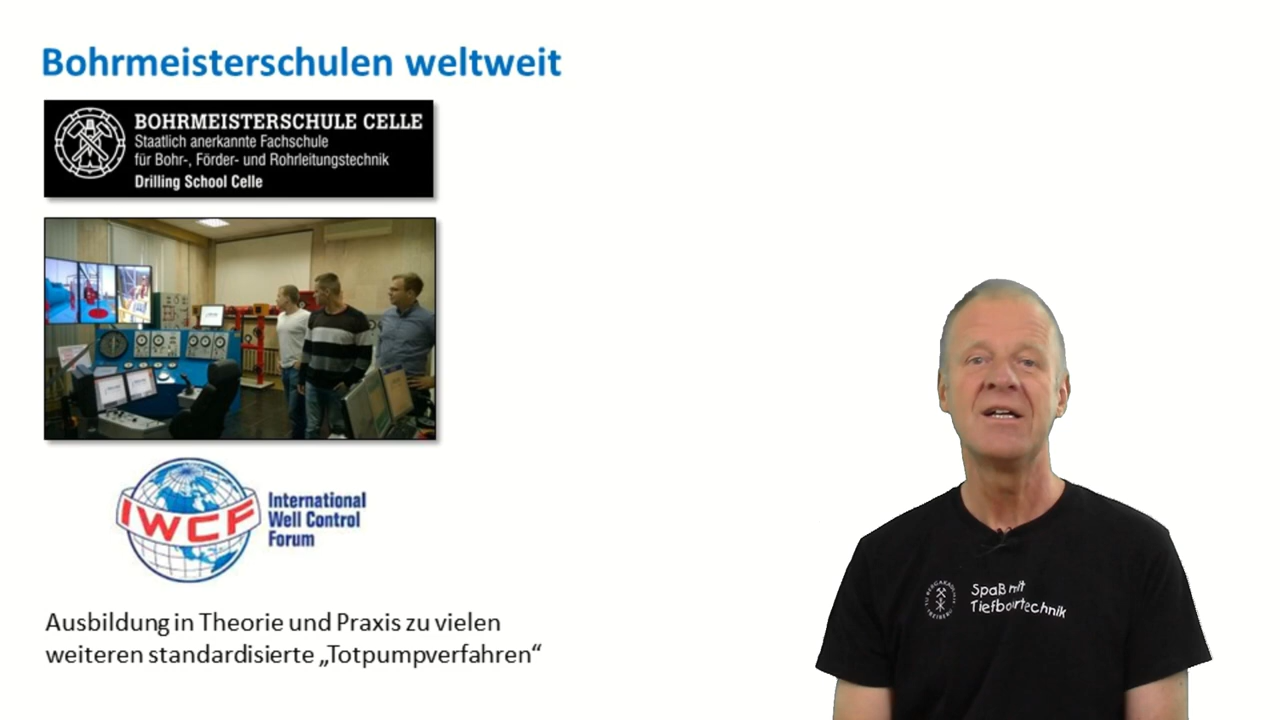 Bohrmeisterschulen weltweit
BOHRMEISTERSCHULE CELLE
Staatlich anerkannte Fachschule
für Bohr-, Förder- und Rohrleitungstechnik
Drilling School Celle
IWCF
International
Well Control
Forum
Ausbildung in Theorie und Praxis zu vielen
weiteren standardisierte „Totpumpverfahren“
Spaß mit
Tiefbohrtechnik